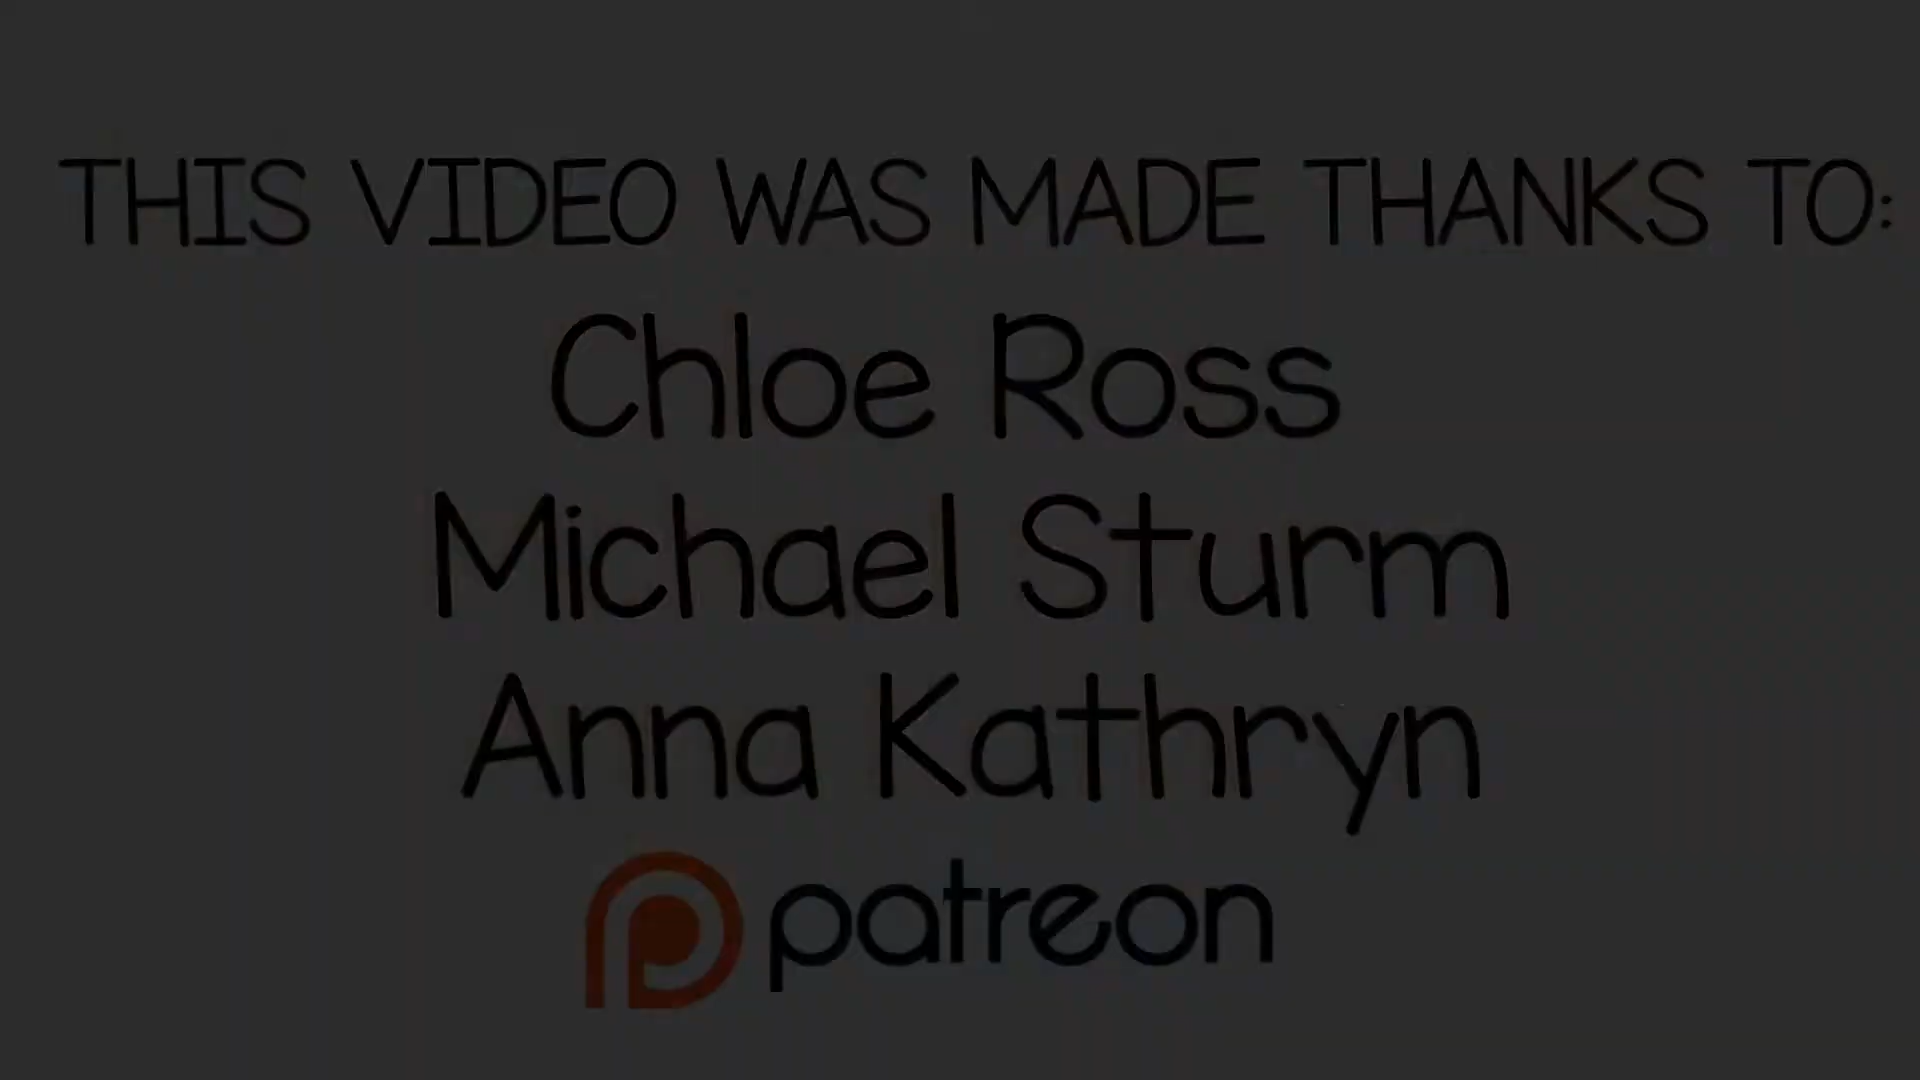 THIS VIDEO WAS MADE THANKS TO:
Chloe Ross
Michael Sturm
Anna Kathryn
patreon